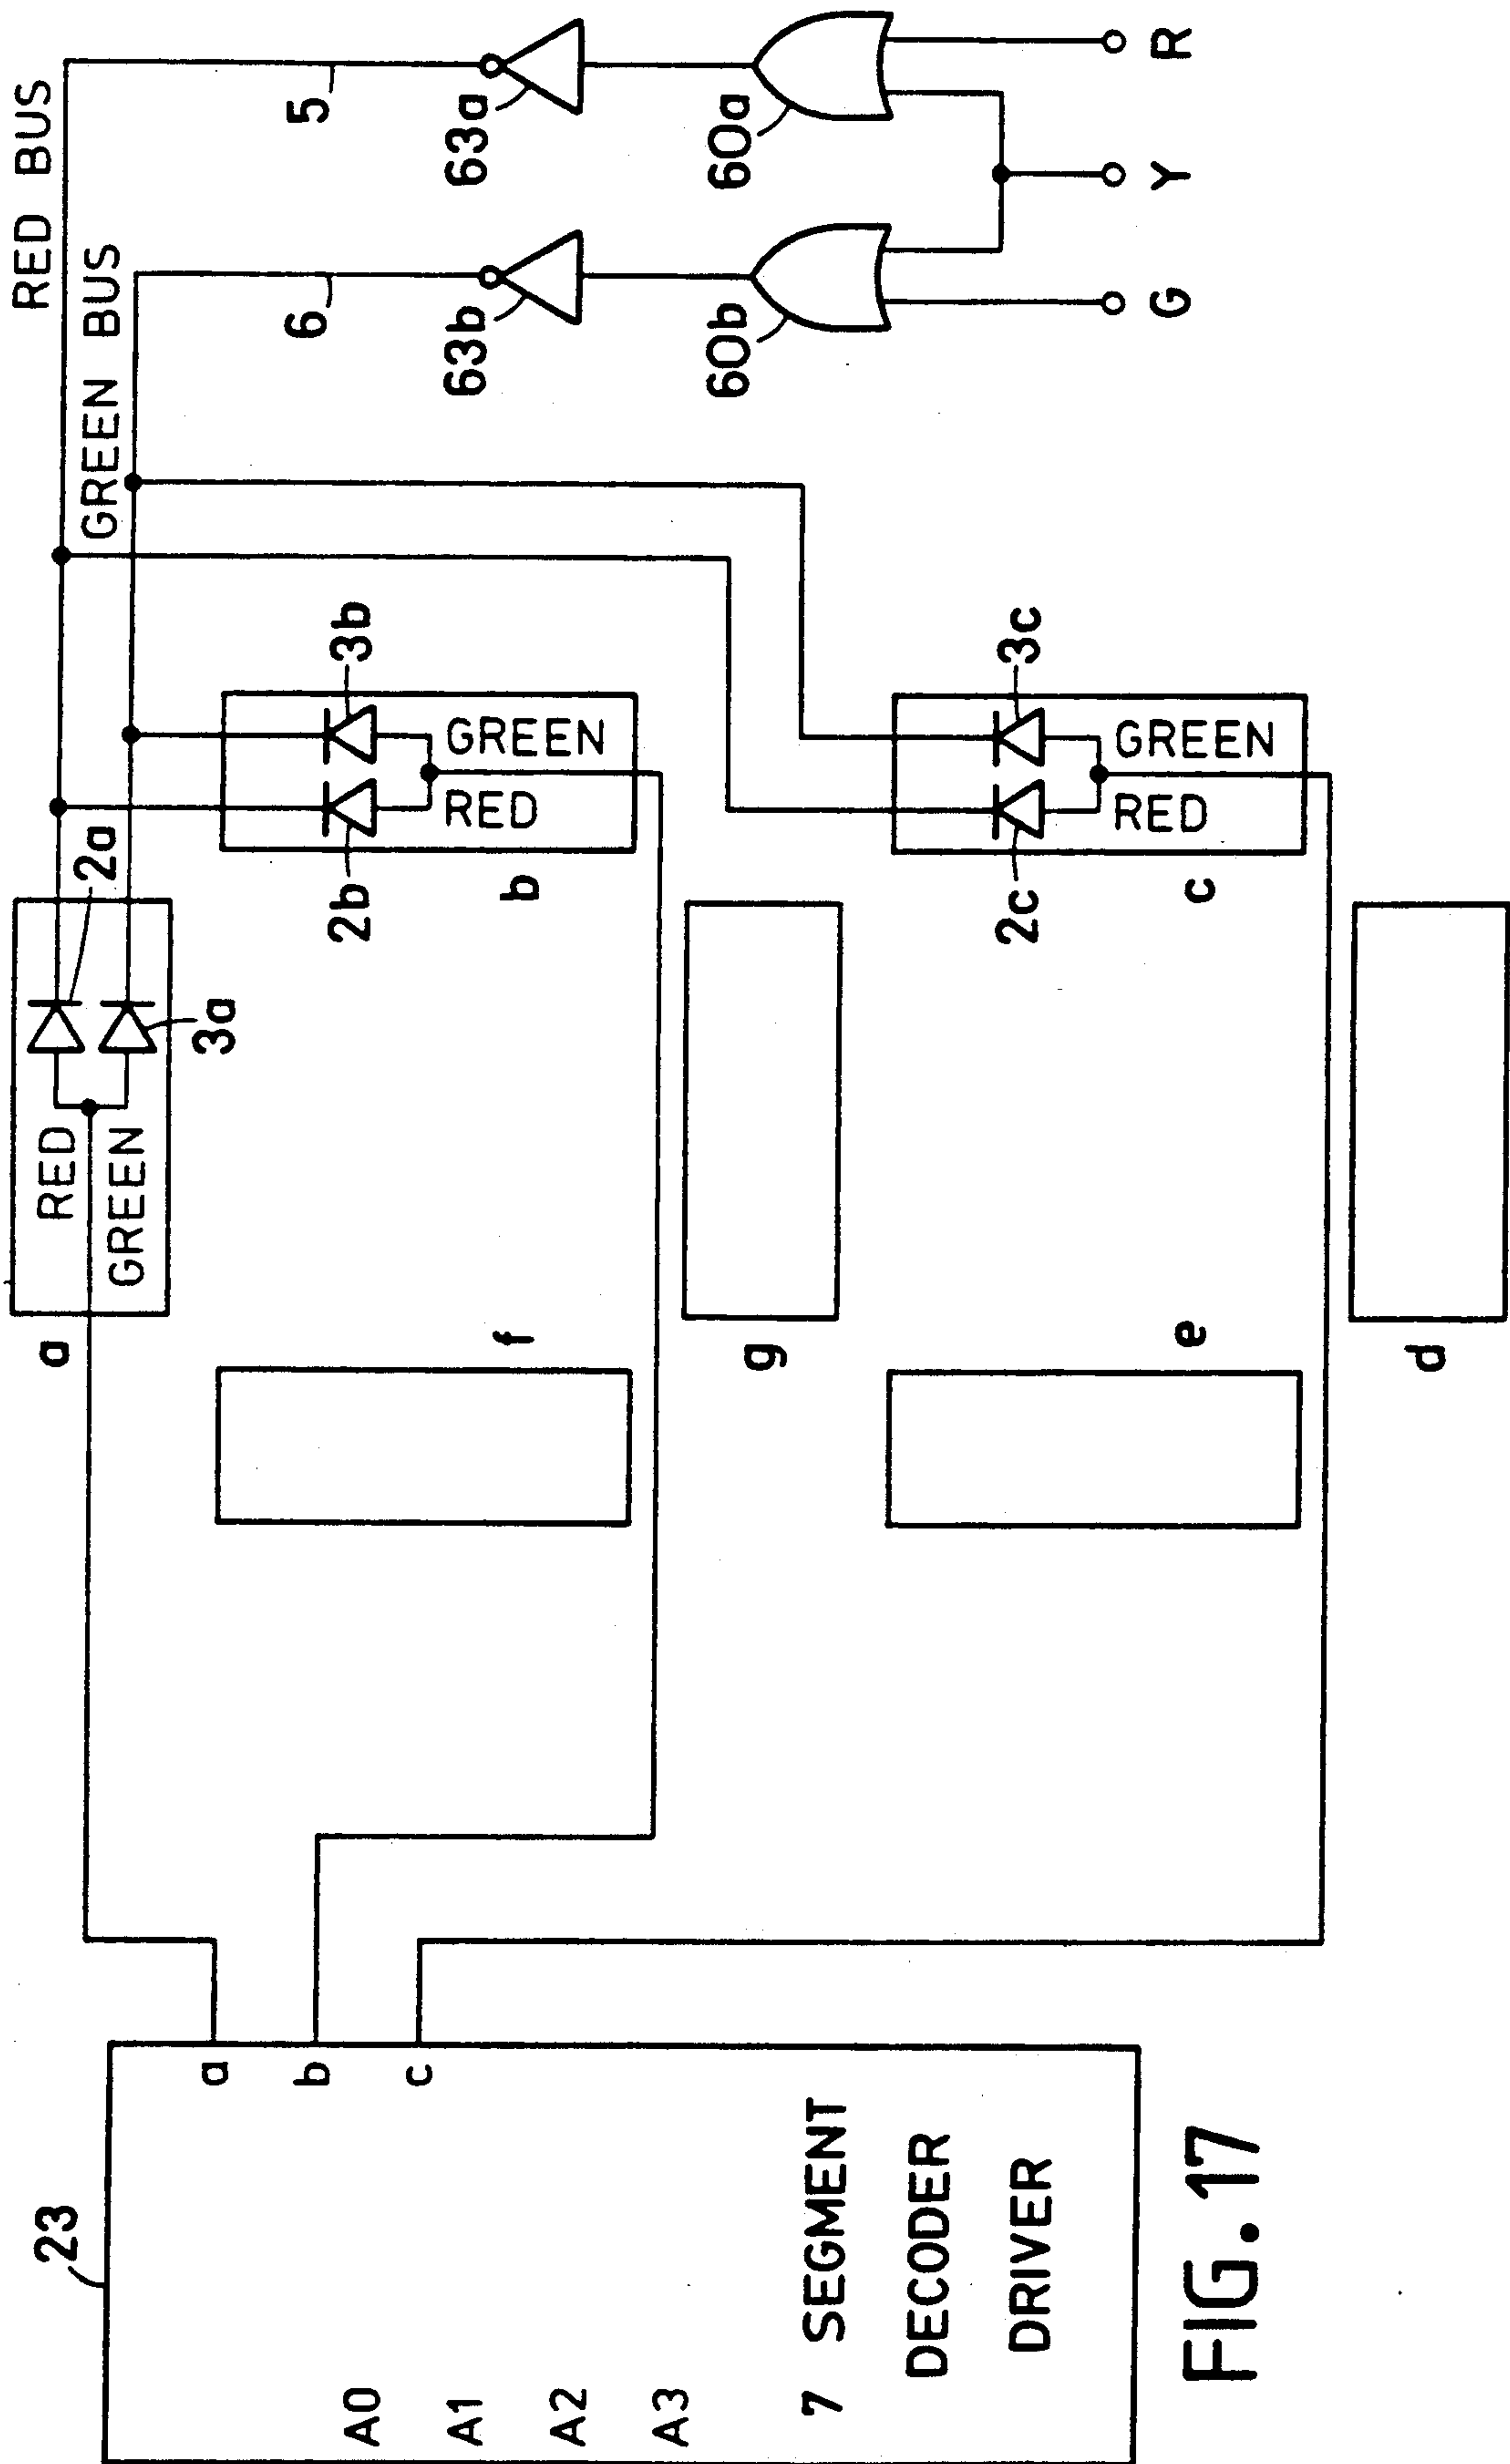 23
A0
A1
A2
A3
7 SEGMENT
DECODER
DRIVER
a
b
c
a
RED
GREEN
2a
3a
f
g
e
d
2b
3b
RED
GREEN
b
2c
3c
RED
GREEN
c
RED BUS
GREEN BUS
5
6
63a
63b
60a
60b
G
Y
R
FIG. 17